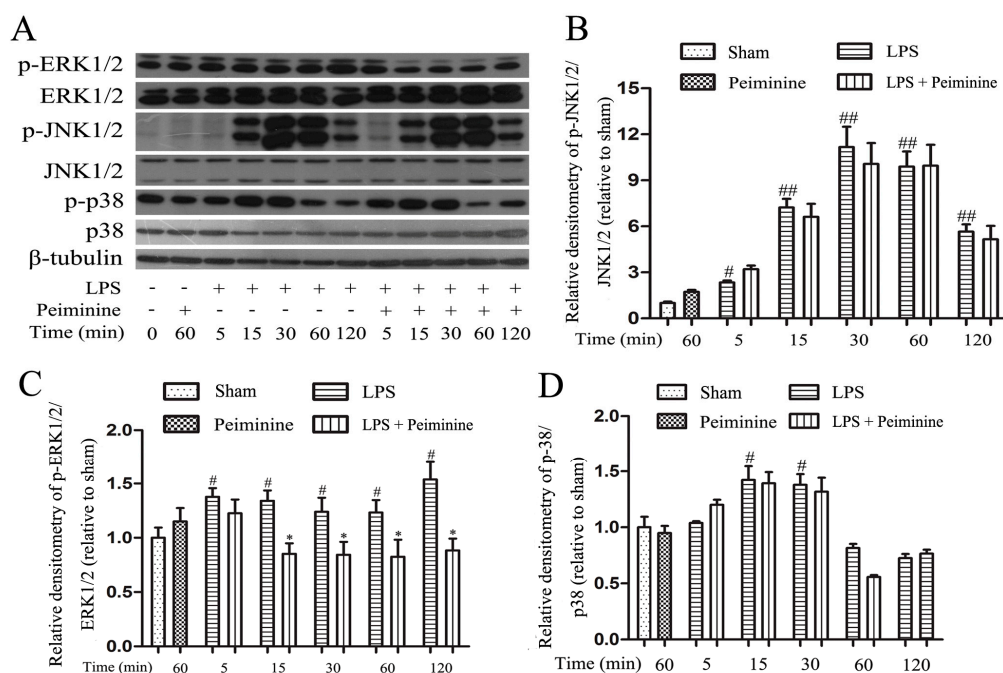 A
p-ERK1/2
ERK1/2
p-JNK1/2
JNK1/2
p-p38
p38
β-tubulin
LPS - - + + + + + + + + + +
Peiminine - + - - - - - + + + + +
Time (min) 0 60 5 15 30 60 120 5 15 30 60 120
B
Sham LPS
Peiminine LPS + Peiminine
Relative densitometry of p-JNK1/2/
JNK1/2 (relative to sham)
15
12
9
6
3
0
# ## ## ## ##
Time (min) 60 5 15 30 60 120
C
Sham LPS
Peiminine LPS + Peiminine
Relative densitometry of p-ERK1/2/
ERK1/2 (relative to sham)
2.0
1.5
1.0
0.5
0.0
# # * # * # * # *
Time (min) 60 5 15 30 60 120
D
Sham LPS
Peiminine LPS + Peiminine
Relative densitometry of p-38/
p38 (relative to sham)
2.0
1.5
1.0
0.5
0.0
# #
Time (min) 60 5 15 30 60 120